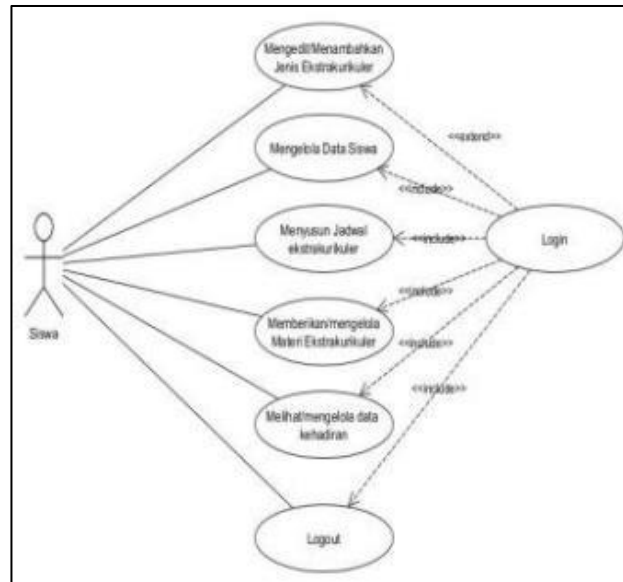 Mengedit/Menambahkan
Jenis Ekstrakurikuler
<<extend>>
Mengelola Data Siswa
<<include>>
Menyusun Jadwal
ekstrakurikuler
<<include>>
Login
Siswa
Memberikan/mengelola
Materi Ekstrakurikuler
<<include>>
<<include>>
Melihat/mengelola data
kehadiran
<<include>>
Logout